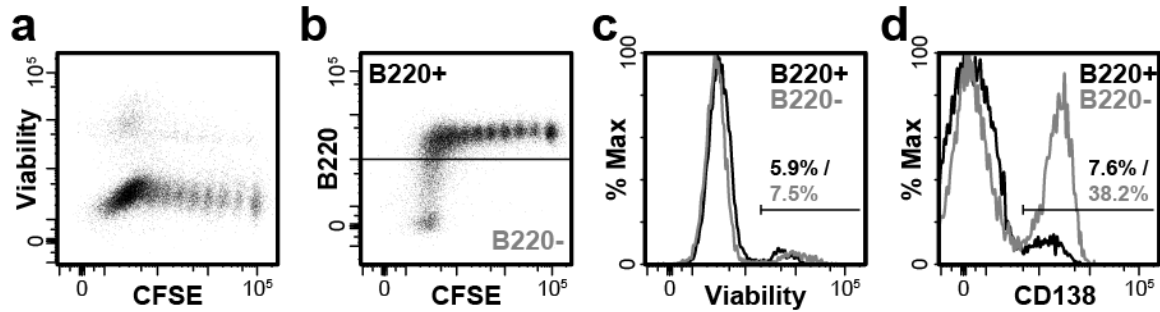 a
Viability
10⁵
0
0
CFSE
10⁵
b
B220
10⁵
0
B220+
B220-
0
CFSE
10⁵
c
% Max
100
0
B220+
B220-
5.9% /
7.5%
0
Viability
10⁵
d
% Max
100
0
B220+
B220-
7.6% /
38.2%
0
CD138
10⁵